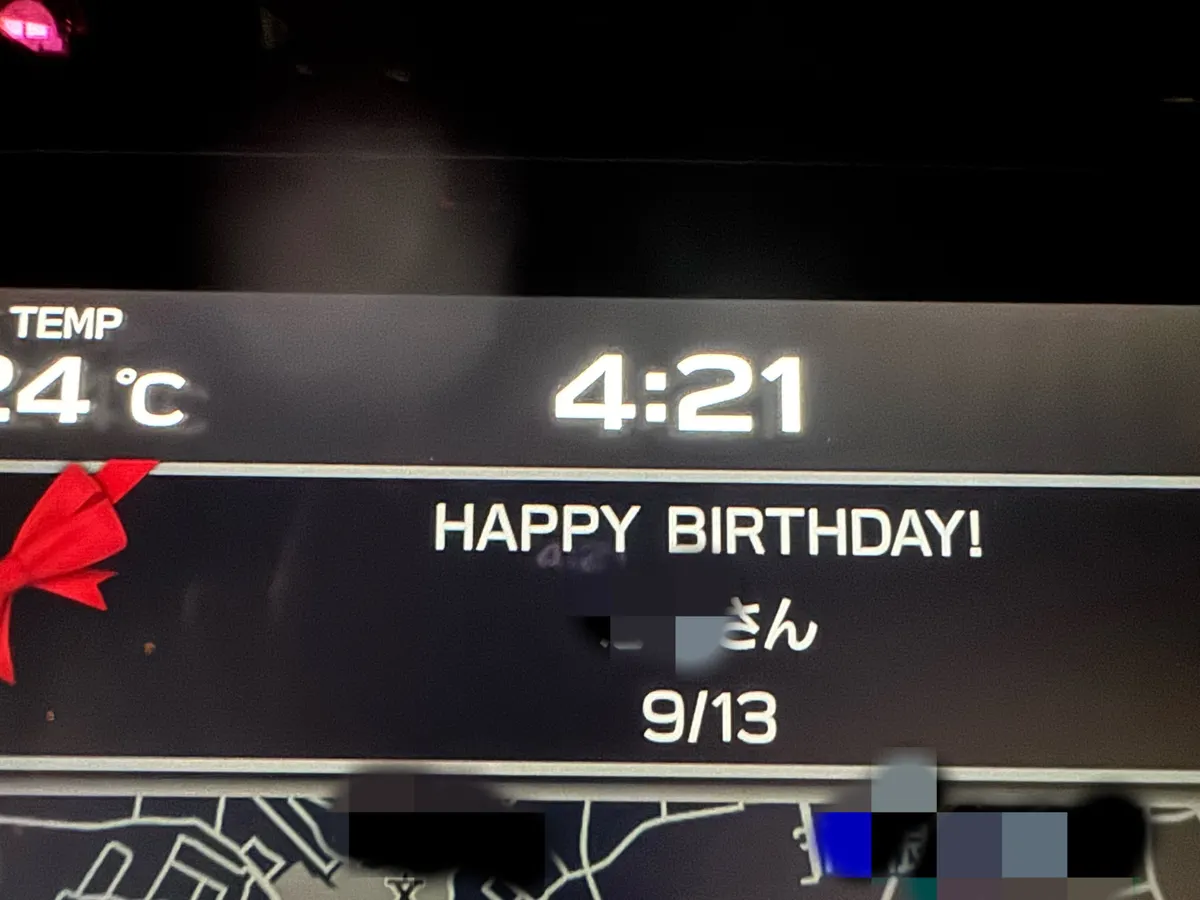 TEMP
24 ℃
4:21
HAPPY BIRTHDAY!
さん
9/13